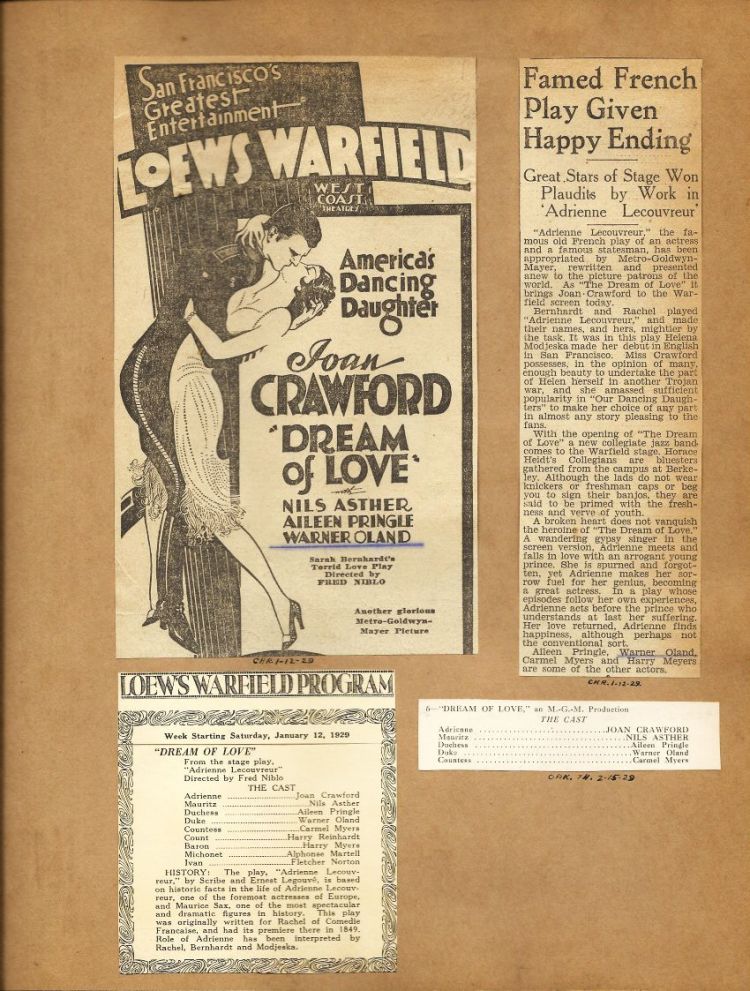 San Francisco's
Greatest
Entertainment
LOEWS WARFIELD
WEST
COAST
THEATRES
America's
Dancing
Daughter
Joan
CRAWFORD
'DREAM
of LOVE'
with
NILS ASTHER
AILEEN PRINGLE
WARNER OLAND
Sarah Bernhardt's
Torrid Love Play
Directed by
FRED NIBLO
Another glorious
Metro-Goldwyn-
Mayer Picture
CHR. 1-12-29
Famed French
Play Given
Happy Ending
Great Stars of Stage Won
Plaudits by Work in
'Adrienne Lecouvreur'
"Adrienne Lecouvreur," the fa-
mous old French play of an actress
and a famous statesman, has been
appropriated by Metro-Goldwyn-
Mayer, rewritten and presented
anew to the picture patrons of the
world. As "The Dream of Love" it
brings Joan Crawford to the War-
field screen today.
Bernhardt and Rachel played
"Adrienne Lecouvreur," and made
their names, and hers, mightier by
the task. It was in this play Helena
Modjeska made her debut in English
in San Francisco. Miss Crawford
possesses, in the opinion of many,
enough beauty to undertake the part
of Helen herself in another Trojan
war, and she amassed sufficient
popularity in "Our Dancing Daugh-
ters" to make her choice of any part
in almost any story pleasing to the
fans.
With the opening of "The Dream
of Love" a new collegiate jazz band
comes to the Warfield stage. Horace
Heidt's Collegians are bluesters
gathered from the campus at Berke-
ley. Although the lads do not wear
knickers or freshman caps or beg
you to sign their banjos, they are
said to be primed with the fresh-
ness and verve of youth.
A broken heart does not vanquish
the heroine of "The Dream of Love."
A wandering gypsy singer in the
screen version, Adrienne meets and
falls in love with an arrogant young
prince. She is spurned and forgot-
ten, yet Adrienne makes her sor-
row fuel for her genius, becoming
a great actress. In a play whose
episodes follow her own experiences,
Adrienne acts before the prince who
understands at last her suffering.
Her love returned, Adrienne finds
happiness, although perhaps not
the conventional sort.
Aileen Pringle, Warner Oland,
Carmel Myers and Harry Meyers
are some of the other actors.
CHR. 1-12-29
LOEW'S WARFIELD PROGRAM
Week Starting Saturday, January 12, 1929
"DREAM OF LOVE"
From the stage play,
"Adrienne Lecouvreur"
Directed by Fred Niblo
THE CAST
Adrienne Joan Crawford
Mauritz Nils Asther
Duchess Aileen Pringle
Duke Warner Oland
Countess Carmel Myers
Count Harry Reinhardt
Baron Harry Myers
Michonet Alphonse Martell
Ivan Fletcher Norton
HISTORY: The play, "Adrienne Lecouv-
reur," by Scribe and Ernest Legouvé, is based
on historic facts in the life of Adrienne Lecouv-
reur, one of the foremost actresses of Europe,
and Maurice Sax, one of the most spectacular
and dramatic figures in history. This play
was originally written for Rachel of Comedie
Francaise, and had its premiere there in 1849.
Role of Adrienne has been interpreted by
Rachel, Bernhardt and Modjeska.
6—"DREAM OF LOVE," an M.-G.-M. Production
THE CAST
Adrienne JOAN CRAWFORD
Mauritz NILS ASTHER
Duchess Aileen Pringle
Duke Warner Oland
Countess Carmel Myers
OAK. TH. 2-15-29